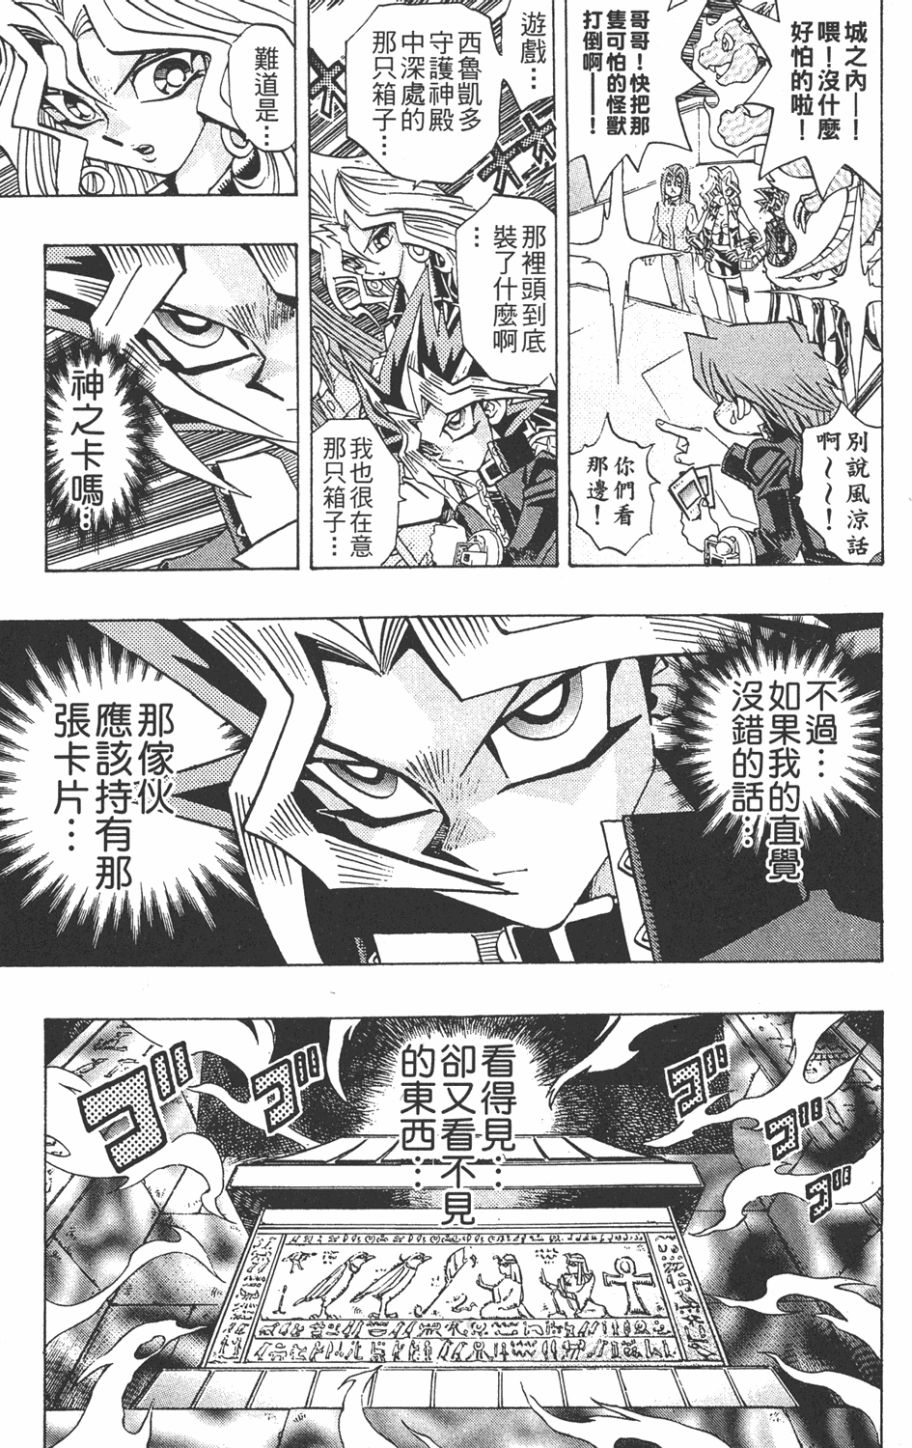 城之內——！
喂！沒什麼
好怕的啦！
哥哥！快把那
隻可怕的怪獸
打倒啊——！
別說風涼話
啊～～～！
你們看
那邊！
遊戲…
西魯凱多
守護神殿
中深處的
那只箱子…
那裡頭到底
裝了什麼啊
…
我也很在意
那只箱子…
難道是…
神之卡嗎…
不過…
如果我的直覺
沒錯的話…
那傢伙
應該持有那
張卡片…
看得見…
卻又看不見
的東西…
ゴゴ
ゴゴ
ゴ